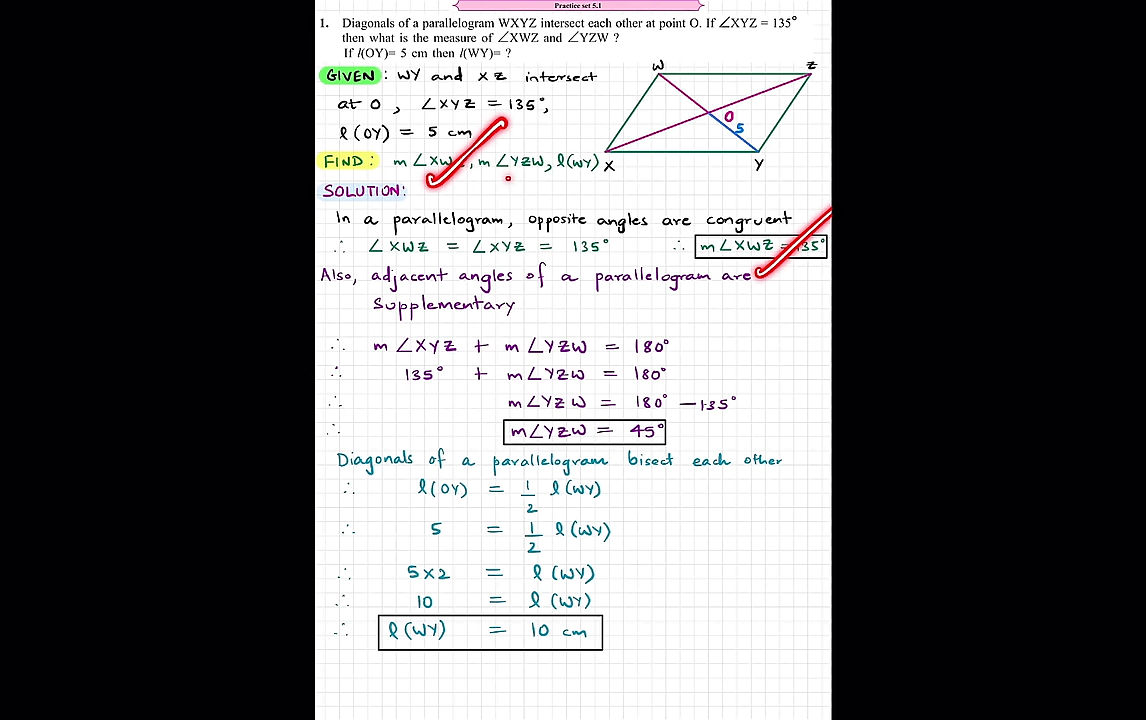 Practice set 5.1
1. Diagonals of a parallelogram WXYZ intersect each other at point O. If ∠XYZ = 135°
then what is the measure of ∠XWZ and ∠YZW ?
If l(OY)= 5 cm then l(WY)= ?
GIVEN: WY and XZ intersect
at O, ∠XYZ = 135°,
l(OY) = 5 cm
W Z
O
5
X Y
FIND: m∠XW , m∠YZW, l(WY)
SOLUTION:
In a parallelogram, opposite angles are congruent
∴ ∠XWZ = ∠XYZ = 135° ∴ m∠XWZ = 135°
Also, adjacent angles of a parallelogram are
Supplementary
∴ m∠XYZ + m∠YZW = 180°
∴ 135° + m∠YZW = 180°
∴ m∠YZW = 180° − 135°
∴ m∠YZW = 45°
Diagonals of a parallelogram bisect each other
∴ l(OY) = 1/2 l(WY)
∴ 5 = 1/2 l(WY)
∴ 5×2 = l(WY)
∴ 10 = l(WY)
∴ l(WY) = 10 cm